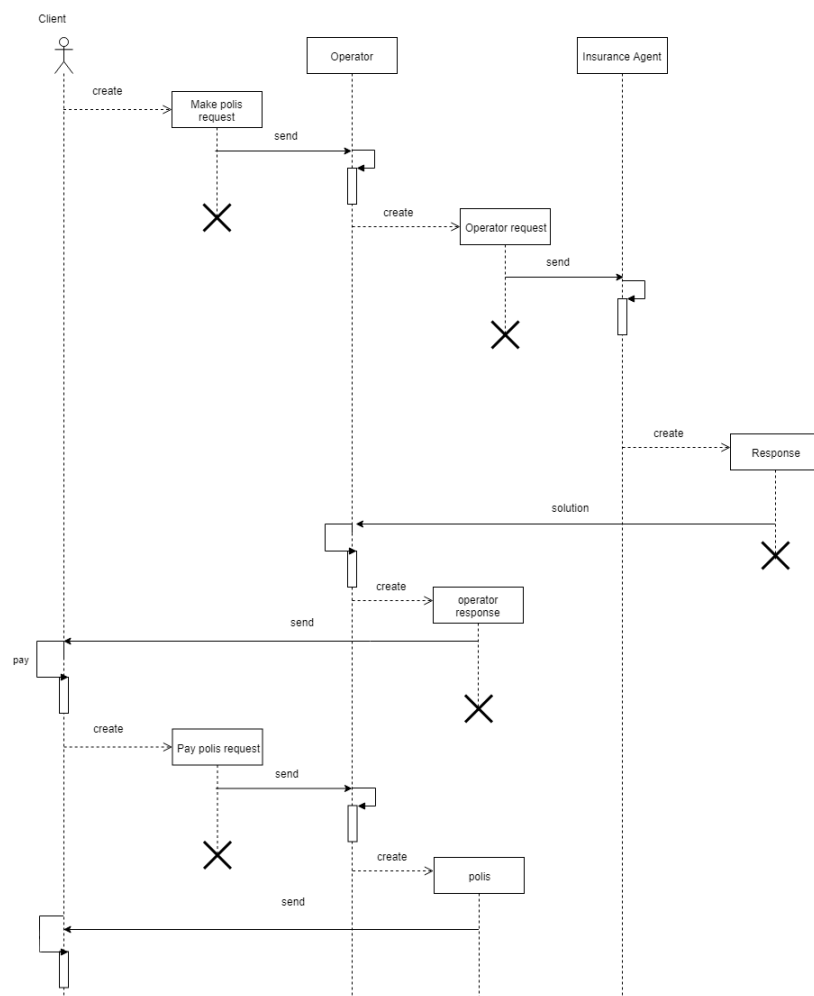 Client
Operator
Insurance Agent
create
Make polis
request
send
create
Operator request
send
create
Response
solution
create
operator
response
send
pay
create
Pay polis request
send
create
polis
send